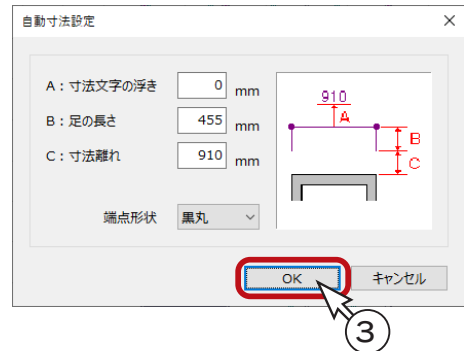 自動寸法設定
A：寸法文字の浮き 0 mm
B：足の長さ 455 mm
C：寸法離れ 910 mm
端点形状 黒丸
910
A
B
C
OK キャンセル
3